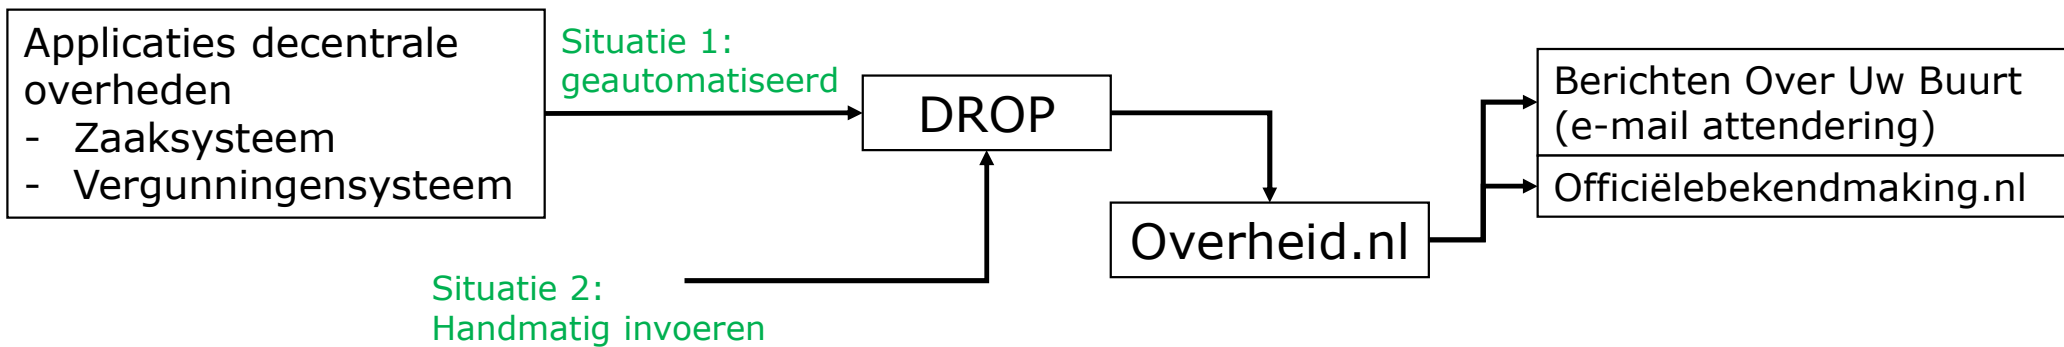 Applicaties decentrale
overheden
- Zaaksysteem
- Vergunningensysteem
Situatie 1:
geautomatiseerd
DROP
Situatie 2:
Handmatig invoeren
Overheid.nl
Berichten Over Uw Buurt
(e-mail attendering)
Officiëlebekendmaking.nl